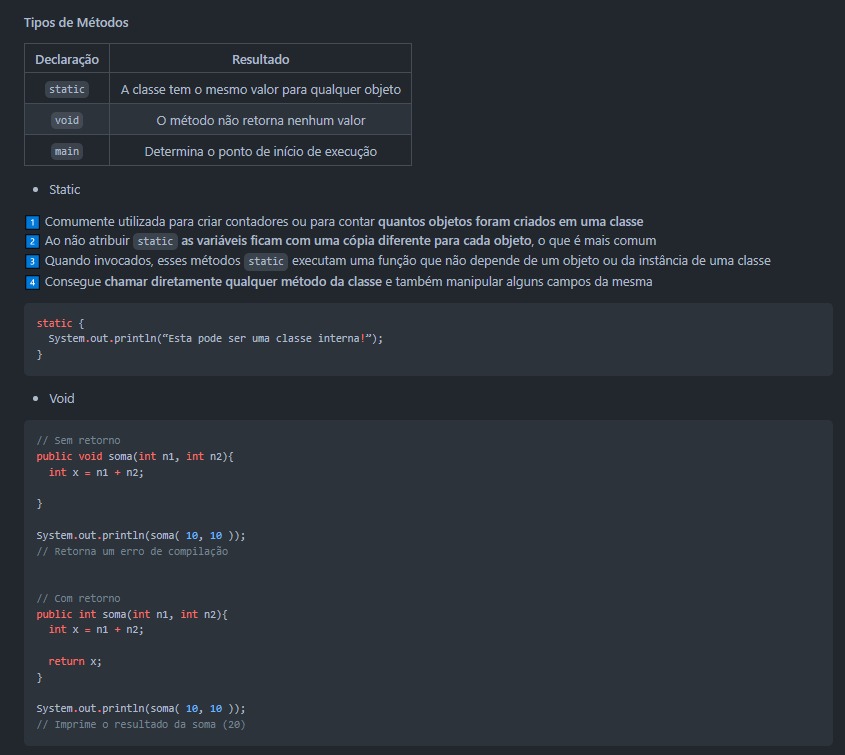 Tipos de Métodos
Declaração Resultado
static A classe tem o mesmo valor para qualquer objeto
void O método não retorna nenhum valor
main Determina o ponto de início de execução
• Static
1 Comumente utilizada para criar contadores ou para contar quantos objetos foram criados em uma classe
2 Ao não atribuir static as variáveis ficam com uma cópia diferente para cada objeto, o que é mais comum
3 Quando invocados, esses métodos static executam uma função que não depende de um objeto ou da instância de uma classe
4 Consegue chamar diretamente qualquer método da classe e também manipular alguns campos da mesma
static {
System.out.println(“Esta pode ser uma classe interna!”);
}
• Void
// Sem retorno
public void soma(int n1, int n2){
int x = n1 + n2;
}
System.out.println(soma( 10, 10 ));
// Retorna um erro de compilação
// Com retorno
public int soma(int n1, int n2){
int x = n1 + n2;
return x;
}
System.out.println(soma( 10, 10 ));
// Imprime o resultado da soma (20)